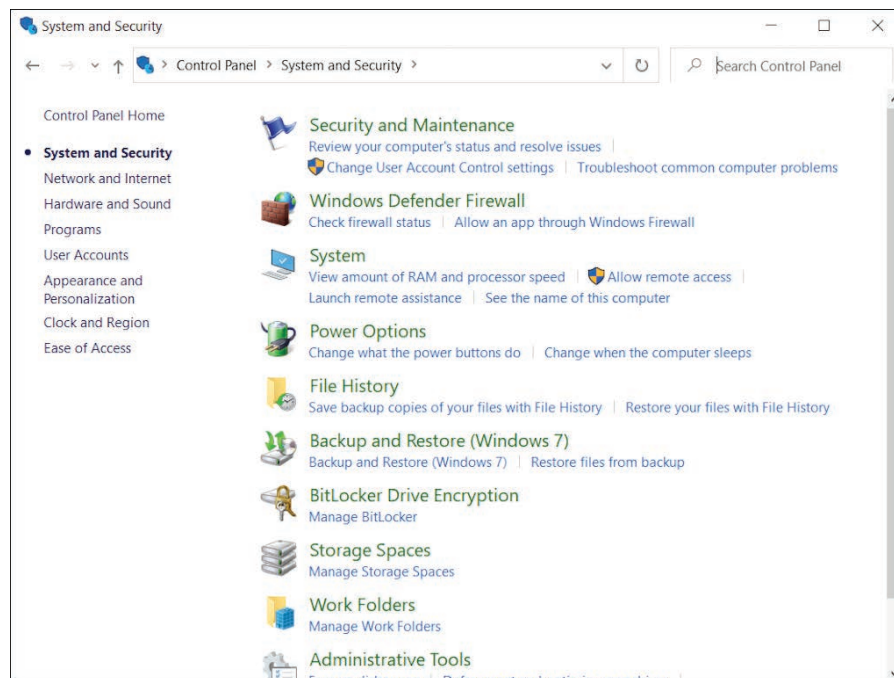 System and Security
Control Panel > System and Security >
Search Control Panel
Control Panel Home
System and Security
Network and Internet
Hardware and Sound
Programs
User Accounts
Appearance and
Personalization
Clock and Region
Ease of Access
Security and Maintenance
Review your computer's status and resolve issues
Change User Account Control settings
Troubleshoot common computer problems
Windows Defender Firewall
Check firewall status
Allow an app through Windows Firewall
System
View amount of RAM and processor speed
Allow remote access
Launch remote assistance
See the name of this computer
Power Options
Change what the power buttons do
Change when the computer sleeps
File History
Save backup copies of your files with File History
Restore your files with File History
Backup and Restore (Windows 7)
Backup and Restore (Windows 7)
Restore files from backup
BitLocker Drive Encryption
Manage BitLocker
Storage Spaces
Manage Storage Spaces
Work Folders
Manage Work Folders
Administrative Tools